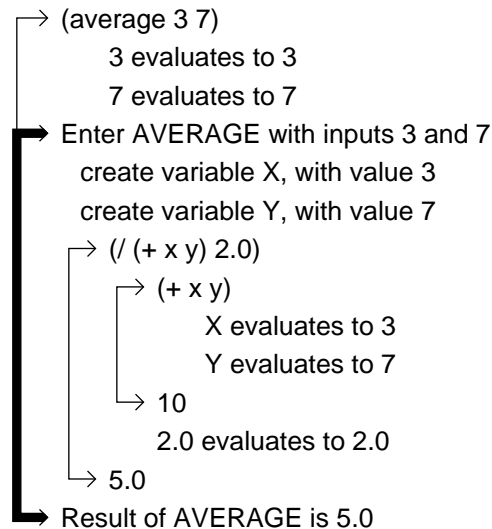 (average 3 7)
3 evaluates to 3
7 evaluates to 7
Enter AVERAGE with inputs 3 and 7
create variable X, with value 3
create variable Y, with value 7
(/ (+ x y) 2.0)
(+ x y)
X evaluates to 3
Y evaluates to 7
10
2.0 evaluates to 2.0
5.0
Result of AVERAGE is 5.0